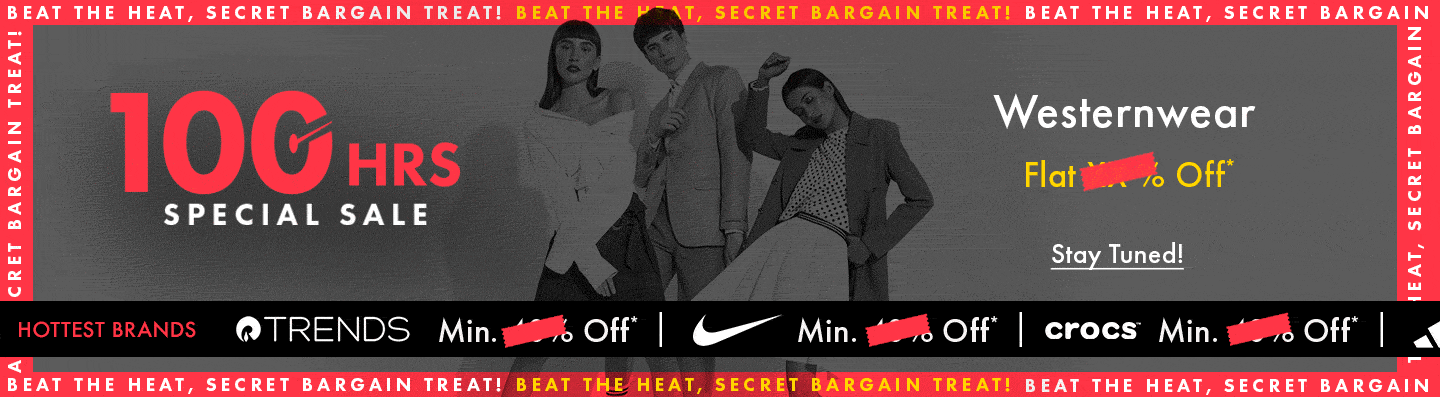 BEAT THE HEAT, SECRET BARGAIN TREAT! BEAT THE HEAT, SECRET BARGAIN TREAT! BEAT THE HEAT, SECRET BARGAIN
CRET BARGAIN TREAT!
HEAT, SECRET BARGAIN
100 HRS
SPECIAL SALE
Westernwear
Flat % Off*
Stay Tuned!
HOTTEST BRANDS TRENDS Min. % Off* | Min. % Off* | crocs™ Min. % Off* |
BEAT THE HEAT, SECRET BARGAIN TREAT! BEAT THE HEAT, SECRET BARGAIN TREAT! BEAT THE HEAT, SECRET BARGAIN